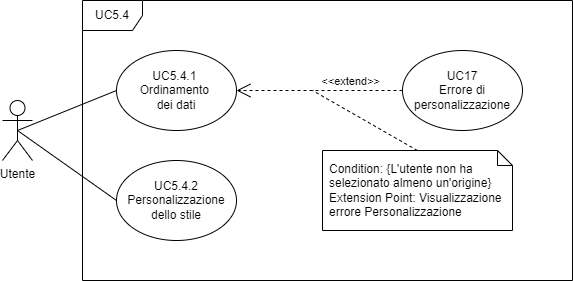 UC5.4
UC5.4.1
Ordinamento
dei dati
<<extend>>
UC17
Errore di
personalizzazione
Utente
UC5.4.2
Personalizzazione
dello stile
Condition: {L'utente non ha
selezionato almeno un'origine}
Extension Point: Visualizzazione
errore Personalizzazione